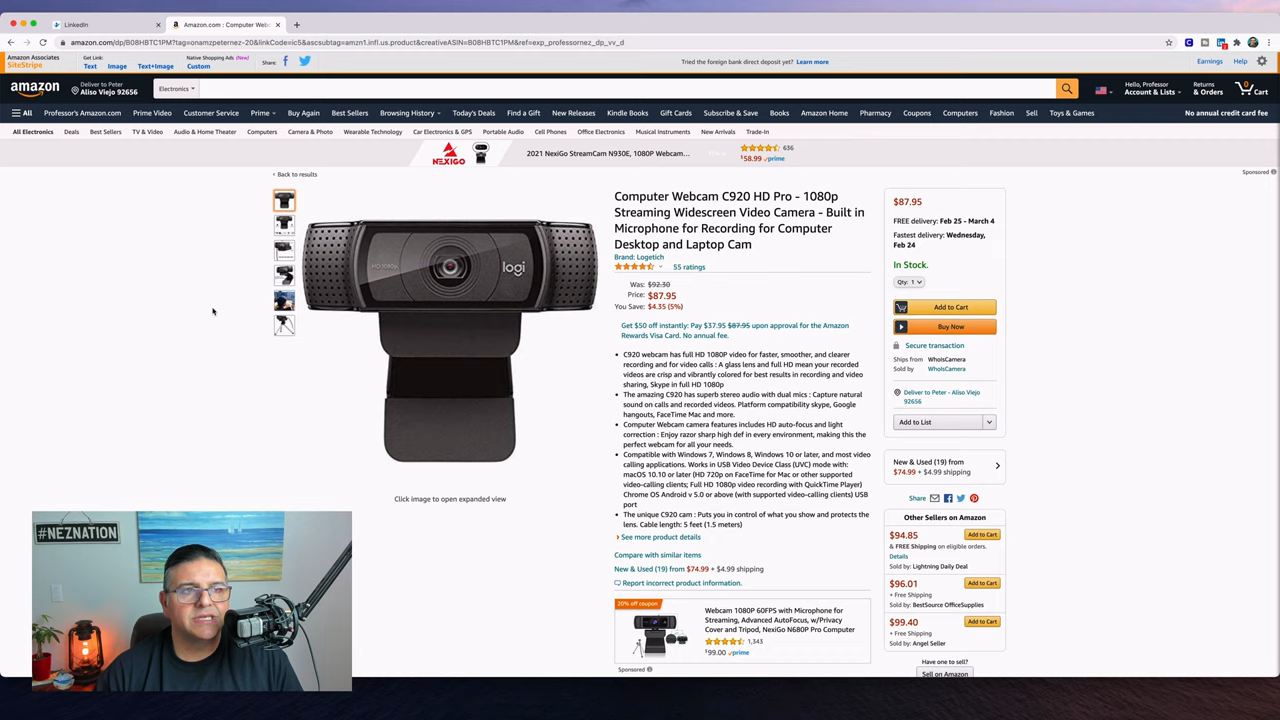 LinkedIn
Amazon.com : Computer Web
amazon.com/dp/B08HBTC1PM?tag=onamzpeternez-20&linkCode=ic5&ascsubtag=amzn1.infl.us.product&creativeASIN=B08HBTC1PM&ref=exp_professornez_dp_vv_d
Amazon Associates
SiteStripe
Get Link:
Text
Image
Text+Image
Native Shopping Ads (New)
Custom
Share:
Tried the foreign bank direct deposit yet? Learn more
Earnings
Help
amazon
Deliver to Peter
Aliso Viejo 92656
Electronics
Hello, Professor
Account & Lists
Returns
& Orders
0
Cart
All
Professor's Amazon.com
Prime Video
Customer Service
Prime
Buy Again
Best Sellers
Browsing History
Today's Deals
Find a Gift
New Releases
Kindle Books
Gift Cards
Subscribe & Save
Books
Amazon Home
Pharmacy
Coupons
Computers
Fashion
Sell
Toys & Games
No annual credit card fee
All Electronics
Deals
Best Sellers
TV & Video
Audio & Home Theater
Computers
Camera & Photo
Wearable Technology
Car Electronics & GPS
Portable Audio
Cell Phones
Office Electronics
Musical Instruments
New Arrivals
Trade-In
NEXIGO
2021 NexiGo StreamCam N930E, 1080P Webcam...
636
$58.99 prime
Sponsored
‹ Back to results
HD 1080p
logi
Click image to open expanded view
Computer Webcam C920 HD Pro - 1080p
Streaming Widescreen Video Camera - Built in
Microphone for Recording for Computer
Desktop and Laptop Cam
Brand: Logetich
55 ratings
Was: $92.30
Price: $87.95
You Save: $4.35 (5%)
Get $50 off instantly: Pay $37.95 $87.95 upon approval for the Amazon
Rewards Visa Card. No annual fee.
• C920 webcam has full HD 1080P video for faster, smoother, and clearer
recording and for video calls : A glass lens and full HD mean your recorded
videos are crisp and vibrantly colored for best results in recording and video
sharing, Skype in full HD 1080p
• The amazing C920 has superb stereo audio with dual mics : Capture natural
sound on calls and recorded videos. Platform compatibility skype, Google
hangouts, FaceTime Mac and more.
• Computer Webcam camera features includes HD auto-focus and light
correction : Enjoy razor sharp high def in every environment, making this the
perfect webcam for all your needs.
• Compatible with Windows 7, Windows 8, Windows 10 or later, and most video
calling applications. Works in USB Video Device Class (UVC) mode with:
macOS 10.10 or later (HD 720p on FaceTime for Mac or other supported
video-calling clients; Full HD 1080p video recording with QuickTime Player)
Chrome OS Android v 5.0 or above (with supported video-calling clients) USB
port
• The unique C920 cam : Puts you in control of what you show and protects the
lens. Cable length: 5 feet (1.5 meters)
› See more product details
Compare with similar items
New & Used (19) from $74.99 + $4.99 shipping
Report incorrect product information.
20% off coupon
Webcam 1080P 60FPS with Microphone for
Streaming, Advanced AutoFocus, w/Privacy
Cover and Tripod, NexiGo N680P Pro Computer
1,343
$99.00 prime
Sponsored
$87.95
FREE delivery: Feb 25 - March 4
Fastest delivery: Wednesday,
Feb 24
In Stock.
Qty: 1
Add to Cart
Buy Now
Secure transaction
Ships from WhoIsCamera
Sold by WhoIsCamera
Deliver to Peter - Aliso Viejo
92656
Add to List
New & Used (19) from
$74.99 + $4.99 shipping
Share
Other Sellers on Amazon
$94.85
Add to Cart
& FREE Shipping on eligible orders.
Details
Sold by: Lightning Daily Deal
$96.01
Add to Cart
+ Free Shipping
Sold by: BestSource OfficeSupplies
$99.40
Add to Cart
+ Free Shipping
Sold by: Angel Seller
Have one to sell?
Sell on Amazon
#NEZNATION